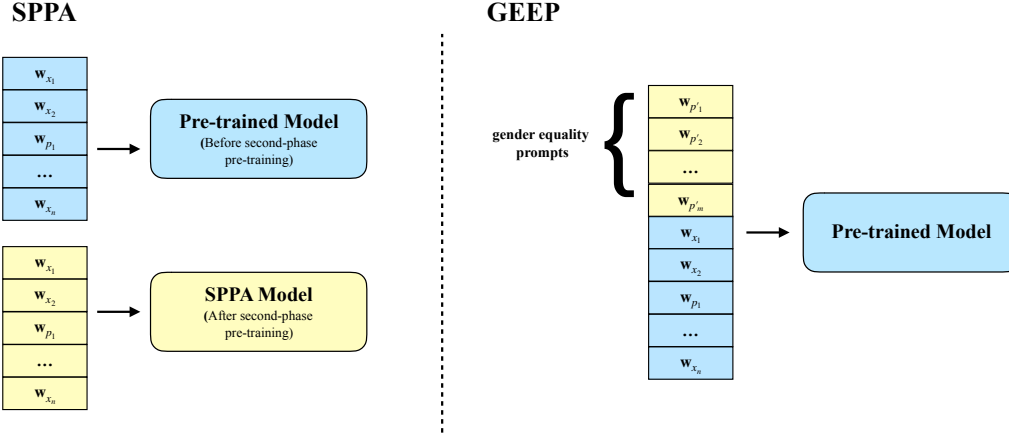 SPPA
w_{x_1}
w_{x_2}
w_{p_1}
...
w_{x_n}
Pre-trained Model
(Before second-phase
pre-training)
w_{x_1}
w_{x_2}
w_{p_1}
...
w_{x_n}
SPPA Model
(After second-phase
pre-training)
GEEP
gender equality
prompts
w_{p'_1}
w_{p'_2}
...
w_{p'_m}
w_{x_1}
w_{x_2}
w_{p_1}
...
w_{x_n}
Pre-trained Model